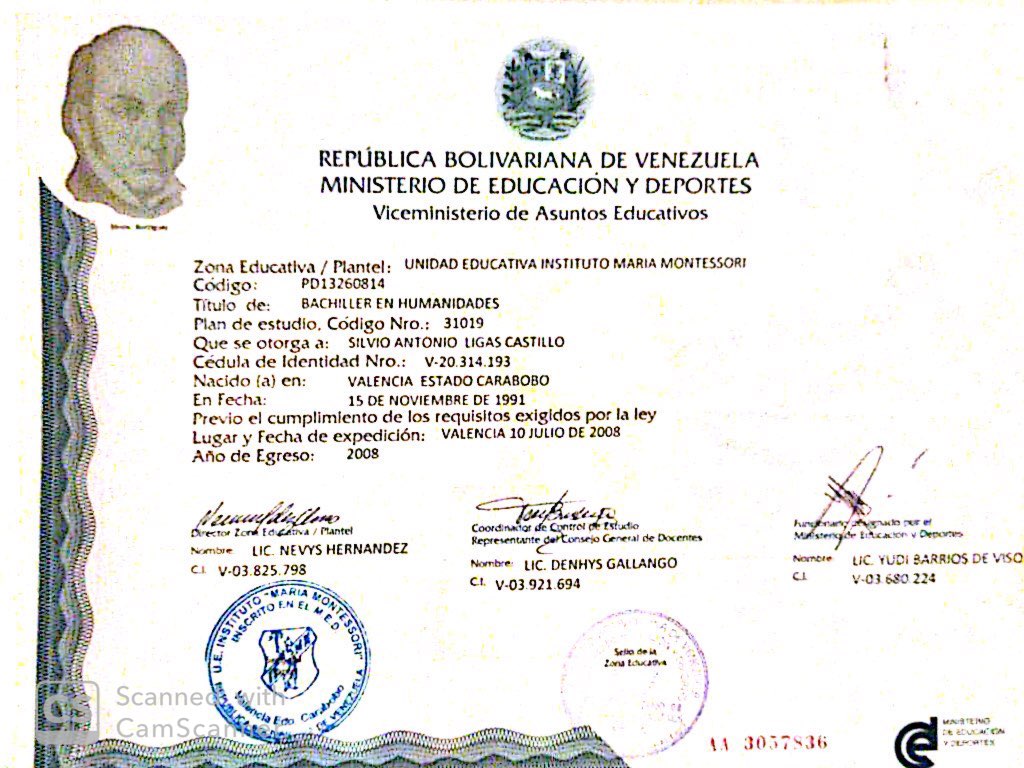 REPÚBLICA BOLIVARIANA DE VENEZUELA
MINISTERIO DE EDUCACIÓN Y DEPORTES
Viceministerio de Asuntos Educativos
Zona Educativa / Plantel: UNIDAD EDUCATIVA INSTITUTO MARIA MONTESSORI
Código: PD13260814
Título de: BACHILLER EN HUMANIDADES
Plan de estudio, Código Nro.: 31019
Que se otorga a: SILVIO ANTONIO LIGAS CASTILLO
Cédula de Identidad Nro.: V-20.314.193
Nacido (a) en: VALENCIA ESTADO CARABOBO
En Fecha: 15 DE NOVIEMBRE DE 1991
Previo el cumplimiento de los requisitos exigidos por la ley
Lugar y Fecha de expedición: VALENCIA 10 JULIO DE 2008
Año de Egreso: 2008
Director Zona Educativa / Plantel
Nombre: LIC. NEVYS HERNANDEZ
C.I. V-03.825.798
Coordinador de Control de Estudio
Representante del Consejo General de Docentes
Nombre: LIC. DENHYS GALLANGO
C.I. V-03.921.694
Funcionario designado por el
Ministerio de Educación y Deportes
Nombre: LIC. YUDI BARRIOS DE VISO
C.I. V-03.680.224
U.E. INSTITUTO "MARIA MONTESSORI"
INSCRITO EN EL M.E.D.
Valencia Edo. Carabobo
REPUBLICA DE VENEZUELA
Sello de la
Zona Educativa
AA 3057836
MINISTERIO
DE EDUCACIÓN
Y DEPORTES
CS Scanned with
CamScanner